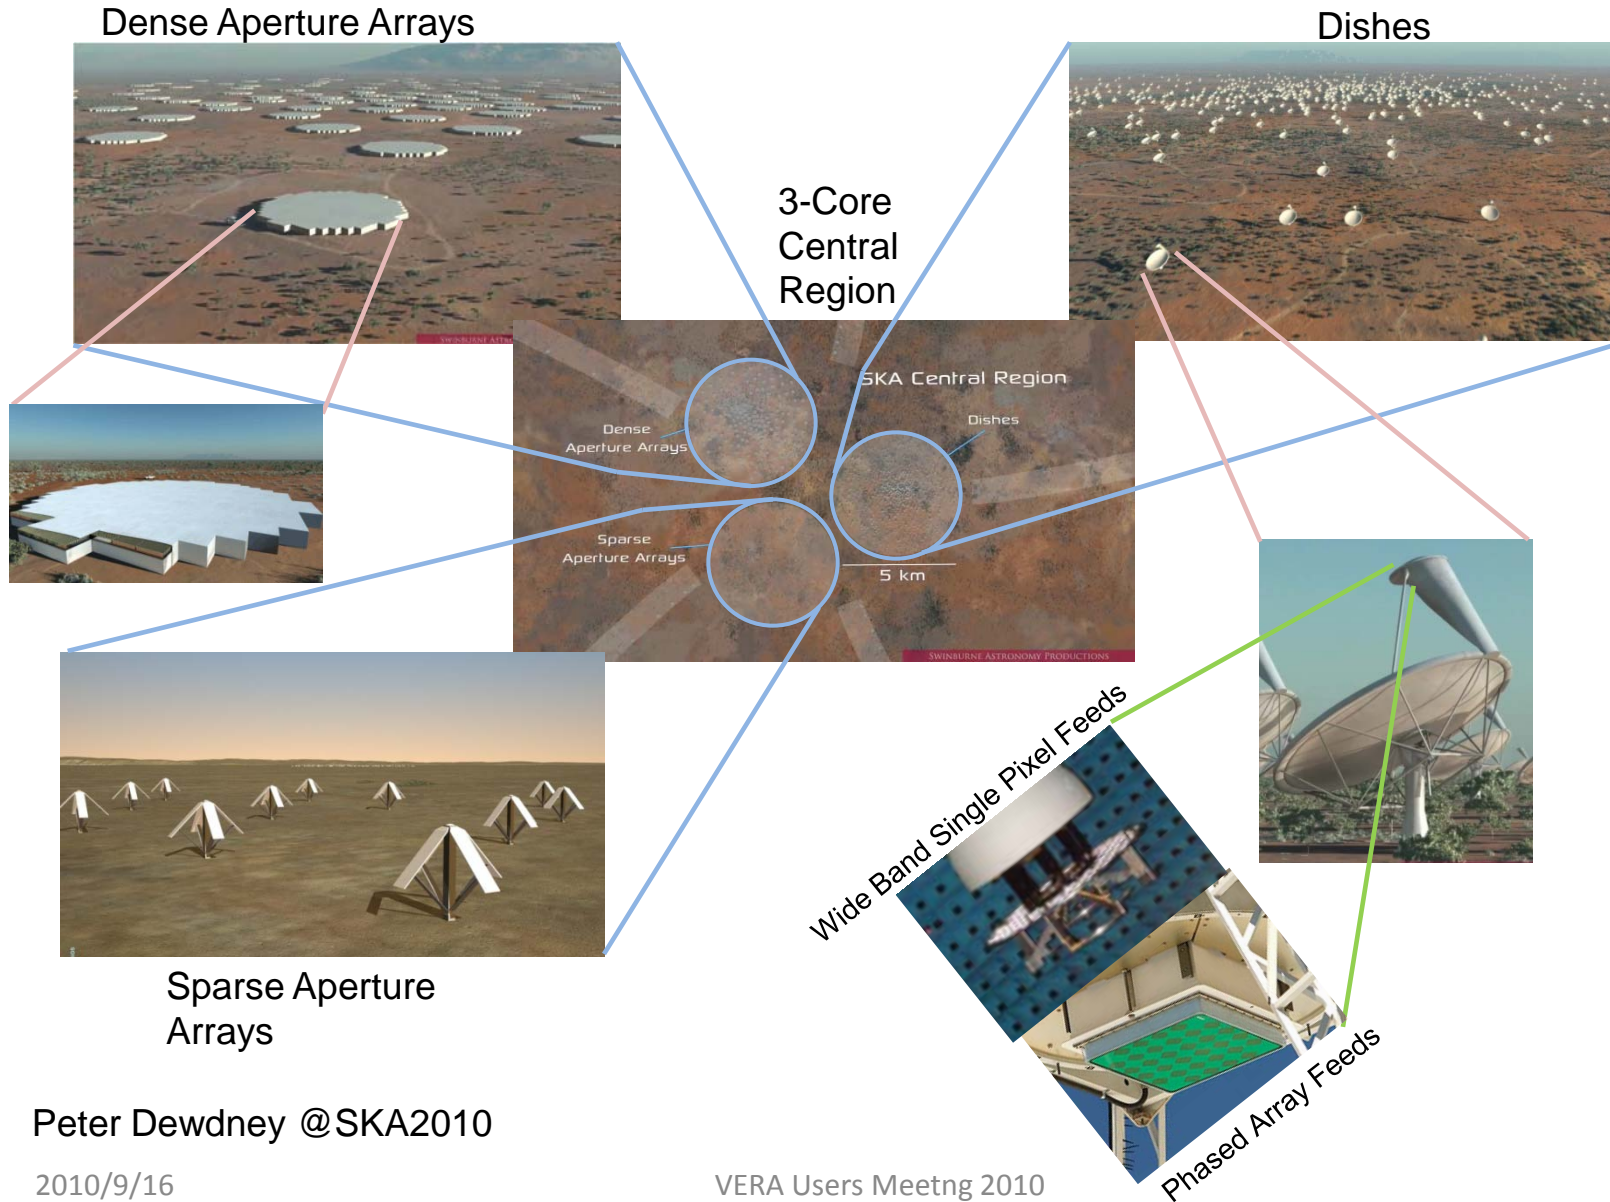 Dense Aperture Arrays
Dishes
3-Core
Central
Region
SWINBURNE ASTRO
SKA Central Region
Dense
Aperture Arrays
Dishes
Sparse
Aperture Arrays
5 km
SWINBURNE ASTRONOMY PRODUCTIONS
Wide Band Single Pixel Feeds
Phased Array Feeds
Sparse Aperture
Arrays
Peter Dewdney @SKA2010
2010/9/16
VERA Users Meetng 2010